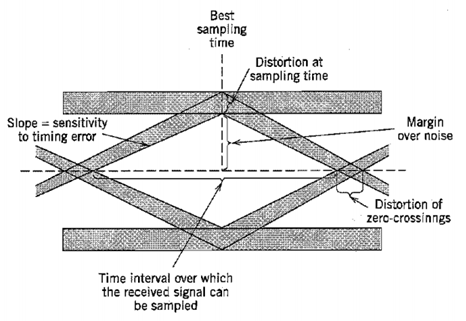 Best
sampling
time
Distortion at
sampling time
Slope = sensitivity
to timing error
Margin
over noise
Distortion of
zero-crossinngs
Time interval over which
the received signal can
be sampled